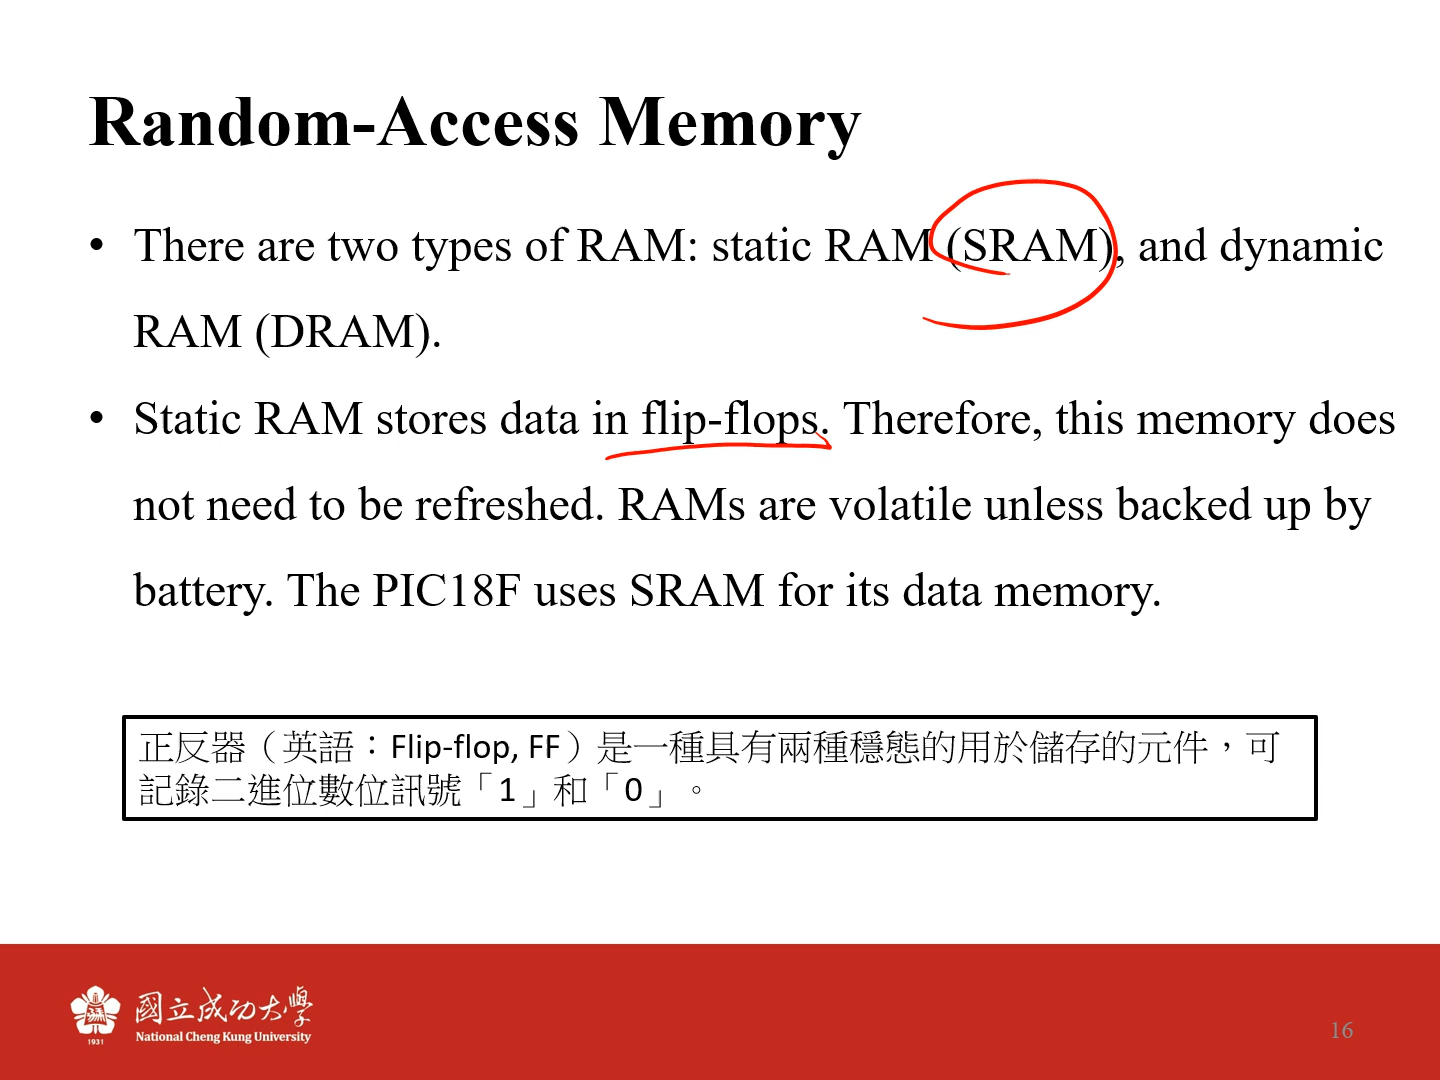 Random-Access Memory
• There are two types of RAM: static RAM (SRAM), and dynamic
RAM (DRAM).
• Static RAM stores data in flip-flops. Therefore, this memory does
not need to be refreshed. RAMs are volatile unless backed up by
battery. The PIC18F uses SRAM for its data memory.
正反器（英語：Flip-flop, FF）是一種具有兩種穩態的用於儲存的元件，可
記錄二進位數位訊號「1」和「0」。
國立成功大學
National Cheng Kung University
1931
16